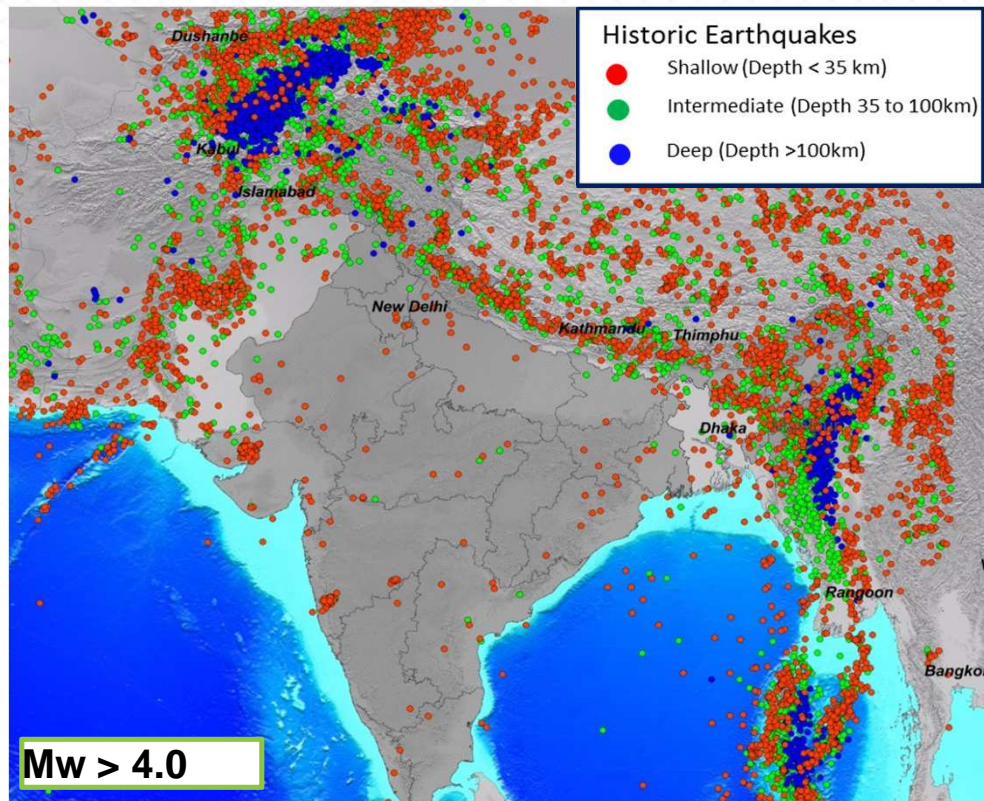 Historic Earthquakes
Shallow (Depth < 35 km)
Intermediate (Depth 35 to 100km)
Deep (Depth >100km)
Dushanbe
Kabul
Islamabad
New Delhi
Kathmandu
Thimphu
Dhaka
Rangoon
Bangko
Mw > 4.0